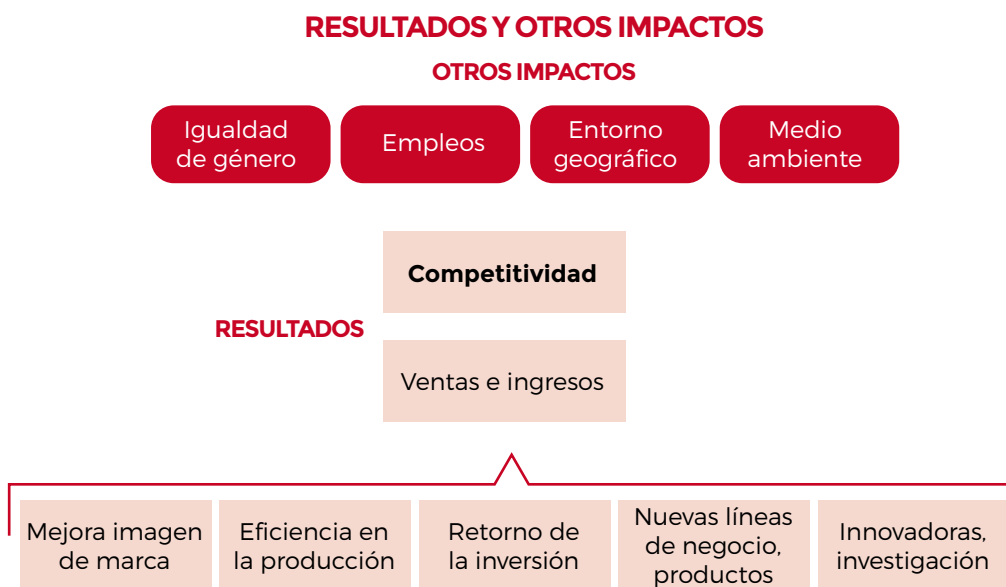 RESULTADOS Y OTROS IMPACTOS
OTROS IMPACTOS
Igualdad
de género
Empleos
Entorno
geográfico
Medio
ambiente
Competitividad
RESULTADOS
Ventas e ingresos
Mejora imagen
de marca
Eficiencia en
la producción
Retorno de
la inversión
Nuevas líneas
de negocio,
productos
Innovadoras,
investigación